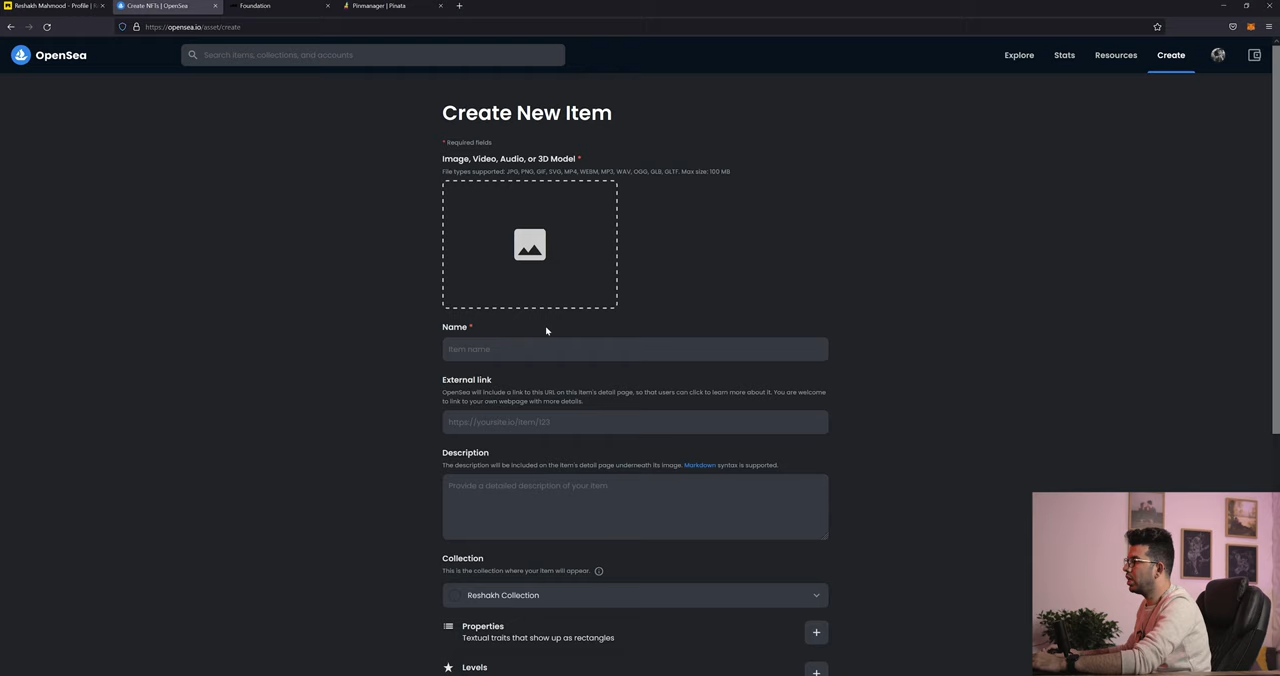 Reshakh Mahmood - Profile | R
Create NFTs | OpenSea
Foundation
Pinmanager | Pinata
https://opensea.io/asset/create
OpenSea
Search items, collections, and accounts
Explore
Stats
Resources
Create
Create New Item
* Required fields
Image, Video, Audio, or 3D Model *
File types supported: JPG, PNG, GIF, SVG, MP4, WEBM, MP3, WAV, OGG, GLB, GLTF. Max size: 100 MB
Name *
Item name
External link
OpenSea will include a link to this URL on this item's detail page, so that users can click to learn more about it. You are welcome
to link to your own webpage with more details.
https://yoursite.io/item/123
Description
The description will be included on the item's detail page underneath its image. Markdown syntax is supported.
Provide a detailed description of your item
Collection
This is the collection where your item will appear.
Reshakh Collection
Properties
Textual traits that show up as rectangles
Levels